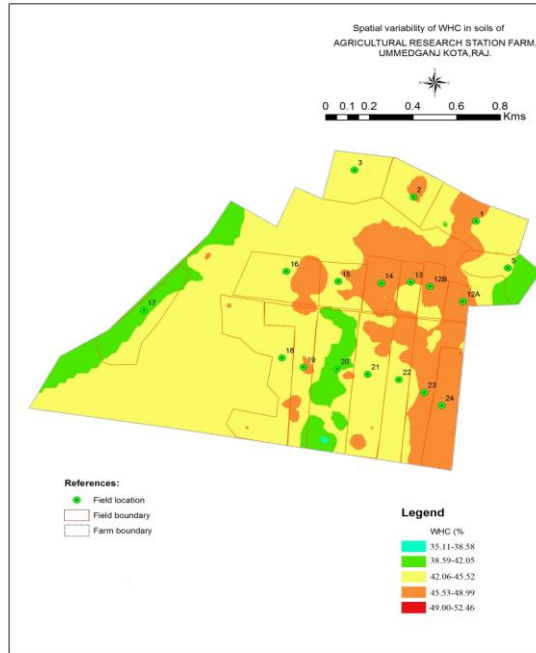 Spatial variability of WHC in soils of
AGRICULTURAL RESEARCH STATION FARM,
UMMEDGANJ KOTA,RAJ.
0 0.1 0.2 0.4 0.6 0.8
Kms
3
2
1
5
16
15
14
13
12B
12A
17
18
19
20
21
22
23
24
References:
Field location
Field boundary
Farm boundary
Legend
WHC (%
35.11-38.58
38.59-42.05
42.06-45.52
45.53-48.99
49.00-52.46